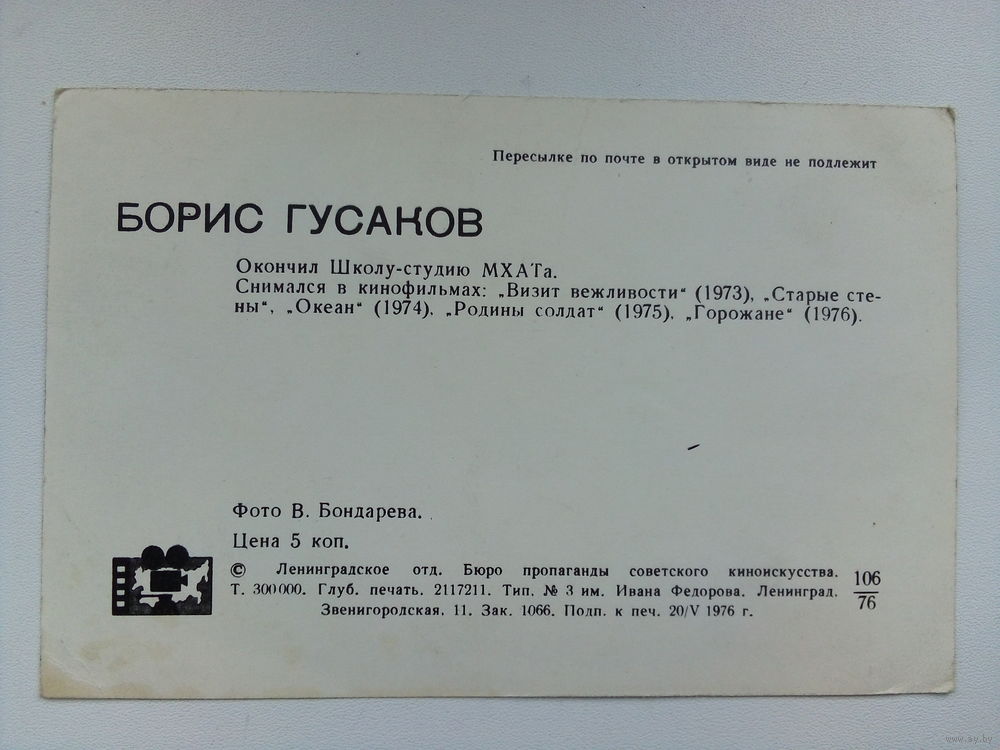 Пересылке по почте в открытом виде не подлежит
БОРИС ГУСАКОВ
Окончил Школу-студию МХАТа.
Снимался в кинофильмах: „Визит вежливости“ (1973), „Старые сте-
ны“, „Океан“ (1974), „Родины солдат“ (1975), „Горожане“ (1976).
Фото В. Бондарева.
Цена 5 коп.
© Ленинградское отд. Бюро пропаганды советского киноискусства.
Т. 300000. Глуб. печать. 2117211. Тип. № 3 им. Ивана Федорова. Ленинград.
Звенигородская, 11. Зак. 1066. Подп. к печ. 20/V 1976 г.
106
76
www.ay.by